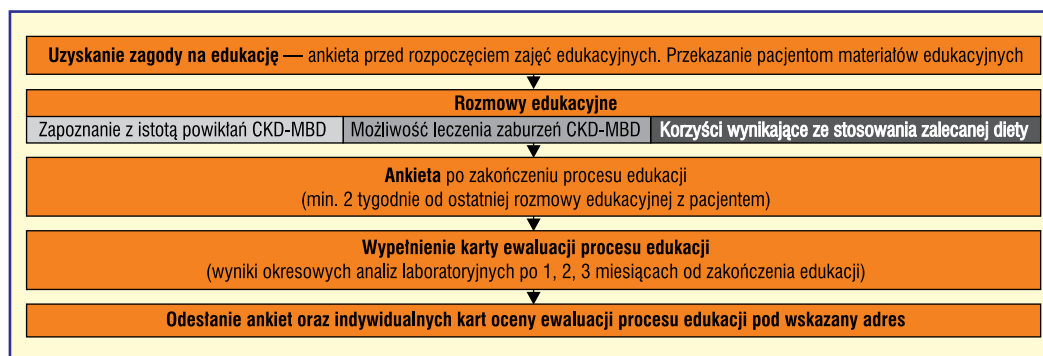 Uzyskanie zagody na edukację — ankieta przed rozpoczęciem zajęć edukacyjnych. Przekazanie pacjentom materiałów edukacyjnych
Rozmowy edukacyjne
Zapoznanie z istotą powikłań CKD-MBD
Możliwość leczenia zaburzeń CKD-MBD
Korzyści wynikające ze stosowania zalecanej diety
Ankieta po zakończeniu procesu edukacji
(min. 2 tygodnie od ostatniej rozmowy edukacyjnej z pacjentem)
Wypełnienie karty ewaluacji procesu edukacji
(wyniki okresowych analiz laboratoryjnych po 1, 2, 3 miesiącach od zakończenia edukacji)
Odesłanie ankiet oraz indywidualnych kart oceny ewaluacji procesu edukacji pod wskazany adres